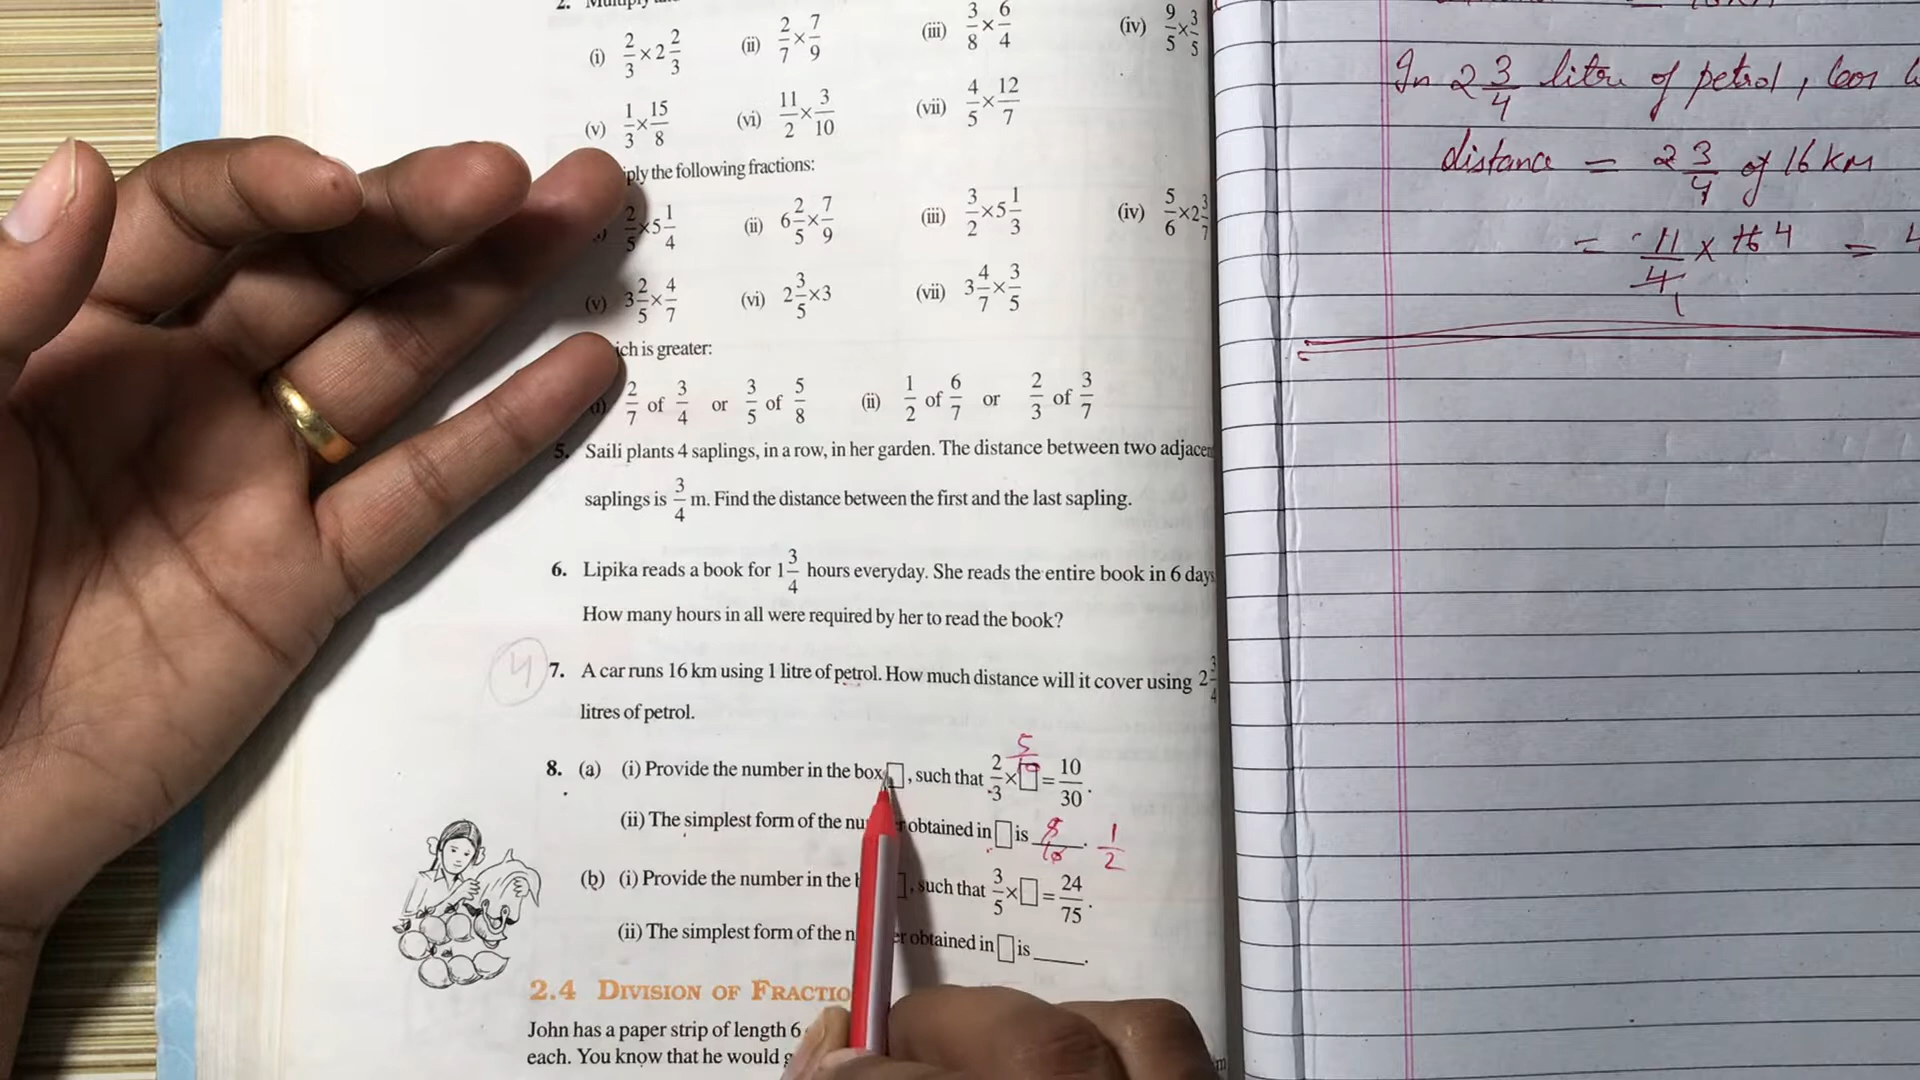 2.
(i) 2/3 × 2 2/3 (ii) 2/7 × 7/9 (iii) 3/8 × 6/4 (iv) 9/5 × 3/5
(v) 1/3 × 15/8 (vi) 11/2 × 3/10 (vii) 4/5 × 12/7
ply the following fractions:
2/5 × 5 1/4 (ii) 6 2/5 × 7/9 (iii) 3/2 × 5 1/3 (iv) 5/6 × 2 3/7
(v) 3 2/5 × 4/7 (vi) 2 3/5 × 3 (vii) 3 4/7 × 3/5
ich is greater:
2/7 of 3/4 or 3/5 of 5/8 (ii) 1/2 of 6/7 or 2/3 of 3/7
5. Saili plants 4 saplings, in a row, in her garden. The distance between two adjacen
saplings is 3/4 m. Find the distance between the first and the last sapling.
6. Lipika reads a book for 1 3/4 hours everyday. She reads the entire book in 6 days
How many hours in all were required by her to read the book?
4
7. A car runs 16 km using 1 litre of petrol. How much distance will it cover using 2 3/4
litres of petrol.
8. (a) (i) Provide the number in the box □, such that 2/3 × □ = 10/30. 5/10
(ii) The simplest form of the nu r obtained in □ is 5/10. 1/2
(b) (i) Provide the number in the □, such that 3/5 × □ = 24/75.
(ii) The simplest form of the n er obtained in □ is ____.
2.4 DIVISION OF FRACTIO
John has a paper strip of length 6
each. You know that he would g
In 2 3/4 litre of petrol,
distance = 2 3/4 of 16 km
= 11/4 × 16 4 = 4
1